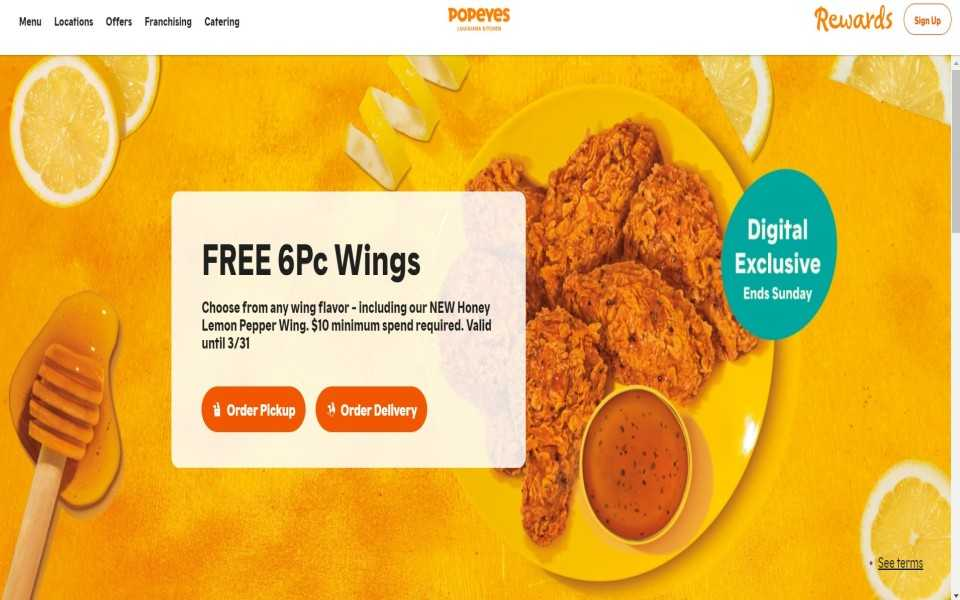 Menu Locations Offers Franchising Catering
POPEYES
LOUISIANA KITCHEN
Rewards
Sign Up
FREE 6Pc Wings
Choose from any wing flavor - including our NEW Honey
Lemon Pepper Wing. $10 minimum spend required. Valid
until 3/31
Order Pickup Order Delivery
Digital
Exclusive
Ends Sunday
See terms